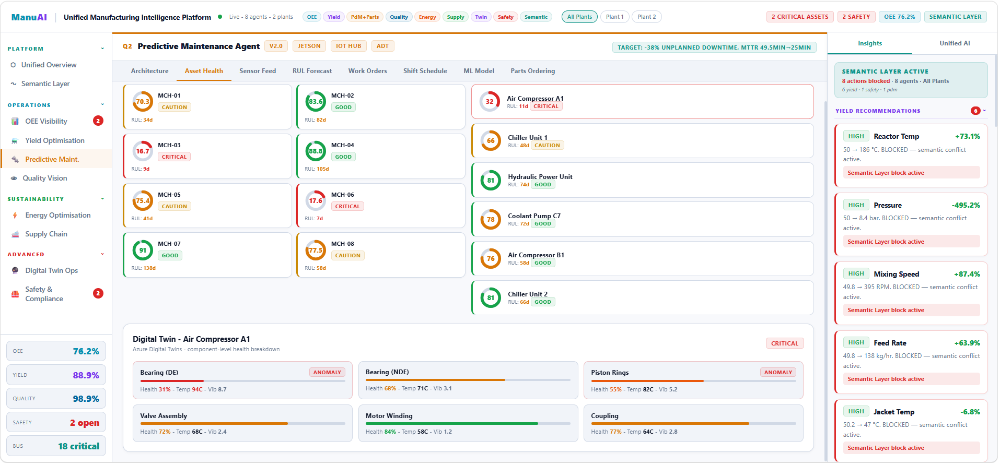 ManuAI
Unified Manufacturing Intelligence Platform
Live - 8 agents - 2 plants
OEE
Yield
PdM+Parts
Quality
Energy
Supply
Twin
Safety
Semantic
All Plants
Plant 1
Plant 2
2 CRITICAL ASSETS
2 SAFETY
OEE 76.2%
SEMANTIC LAYER
PLATFORM
Unified Overview
Semantic Layer
OPERATIONS
OEE Visibility
2
Yield Optimisation
Predictive Maint.
Quality Vision
SUSTAINABILITY
Energy Optimisation
Supply Chain
ADVANCED
Digital Twin Ops
Safety &
Compliance
2
OEE
76.2%
YIELD
88.9%
QUALITY
98.9%
SAFETY
2 open
BUS
18 critical
Q2
Predictive Maintenance Agent
V2.0
JETSON
IOT HUB
ADT
TARGET: -38% UNPLANNED DOWNTIME, MTTR 49.5MIN→25MIN
Architecture
Asset Health
Sensor Feed
RUL Forecast
Work Orders
Shift Schedule
ML Model
Parts Ordering
70.3
MCH-01
CAUTION
RUL: 34d
83.6
MCH-02
GOOD
RUL: 82d
16.7
MCH-03
CRITICAL
RUL: 9d
88.8
MCH-04
GOOD
RUL: 105d
75.4
MCH-05
CAUTION
RUL: 41d
17.6
MCH-06
CRITICAL
RUL: 7d
91
MCH-07
GOOD
RUL: 138d
77.5
MCH-08
CAUTION
RUL: 58d
32
Air Compressor A1
RUL: 11d CRITICAL
66
Chiller Unit 1
RUL: 48d CAUTION
81
Hydraulic Power Unit
RUL: 74d GOOD
78
Coolant Pump C7
RUL: 72d GOOD
76
Air Compressor B1
RUL: 58d GOOD
81
Chiller Unit 2
RUL: 66d GOOD
Digital Twin - Air Compressor A1
Azure Digital Twins - component-level health breakdown
CRITICAL
Bearing (DE)
ANOMALY
Health 31% - Temp 94C - Vib 8.7
Bearing (NDE)
Health 68% - Temp 71C - Vib 3.1
Piston Rings
ANOMALY
Health 55% - Temp 82C - Vib 5.2
Valve Assembly
Health 72% - Temp 68C - Vib 2.4
Motor Winding
Health 84% - Temp 58C - Vib 1.2
Coupling
Health 77% - Temp 64C - Vib 2.8
Insights
Unified AI
SEMANTIC LAYER ACTIVE
8 actions blocked · 8 agents · All Plants
6 yield · 1 safety · 1 pdm
YIELD RECOMMENDATIONS
6
HIGH
Reactor Temp
+73.1%
50 → 186 °C. BLOCKED — semantic conflict
active.
Semantic Layer block active
HIGH
Pressure
-495.2%
50 → 8.4 bar. BLOCKED — semantic conflict
active.
Semantic Layer block active
HIGH
Mixing Speed
+87.4%
49.8 → 395 RPM. BLOCKED — semantic conflict
active.
Semantic Layer block active
HIGH
Feed Rate
+63.9%
49.8 → 138 kg/hr. BLOCKED — semantic conflict
active.
Semantic Layer block active
HIGH
Jacket Temp
-6.8%
50.2 → 47 °C. BLOCKED — semantic conflict
active.
Semantic Layer block active